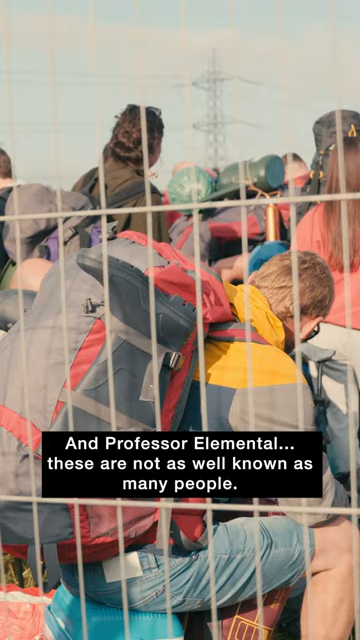 And Professor Elemental...
these are not as well known as
many people.